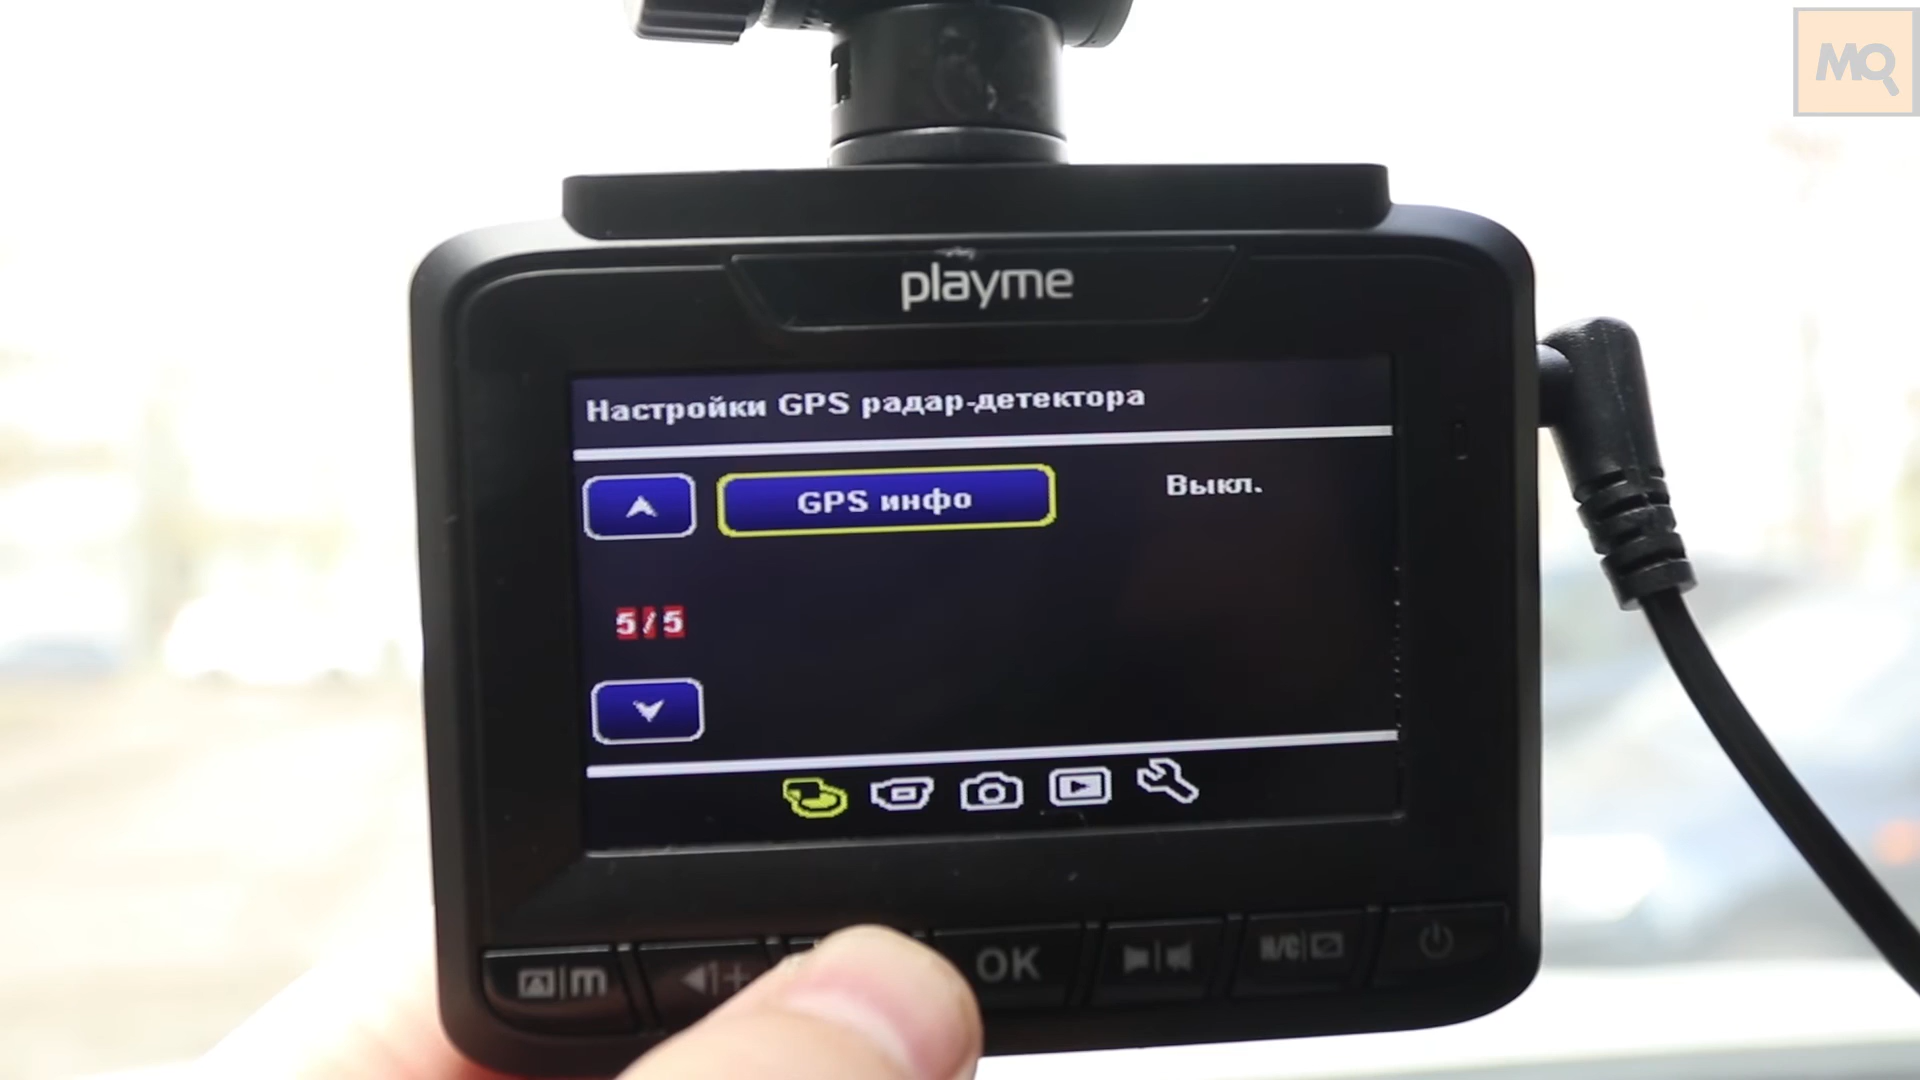 MQ
playme
Настройки GPS радар-детектора
GPS инфо
Выкл.
5/5
m
OK